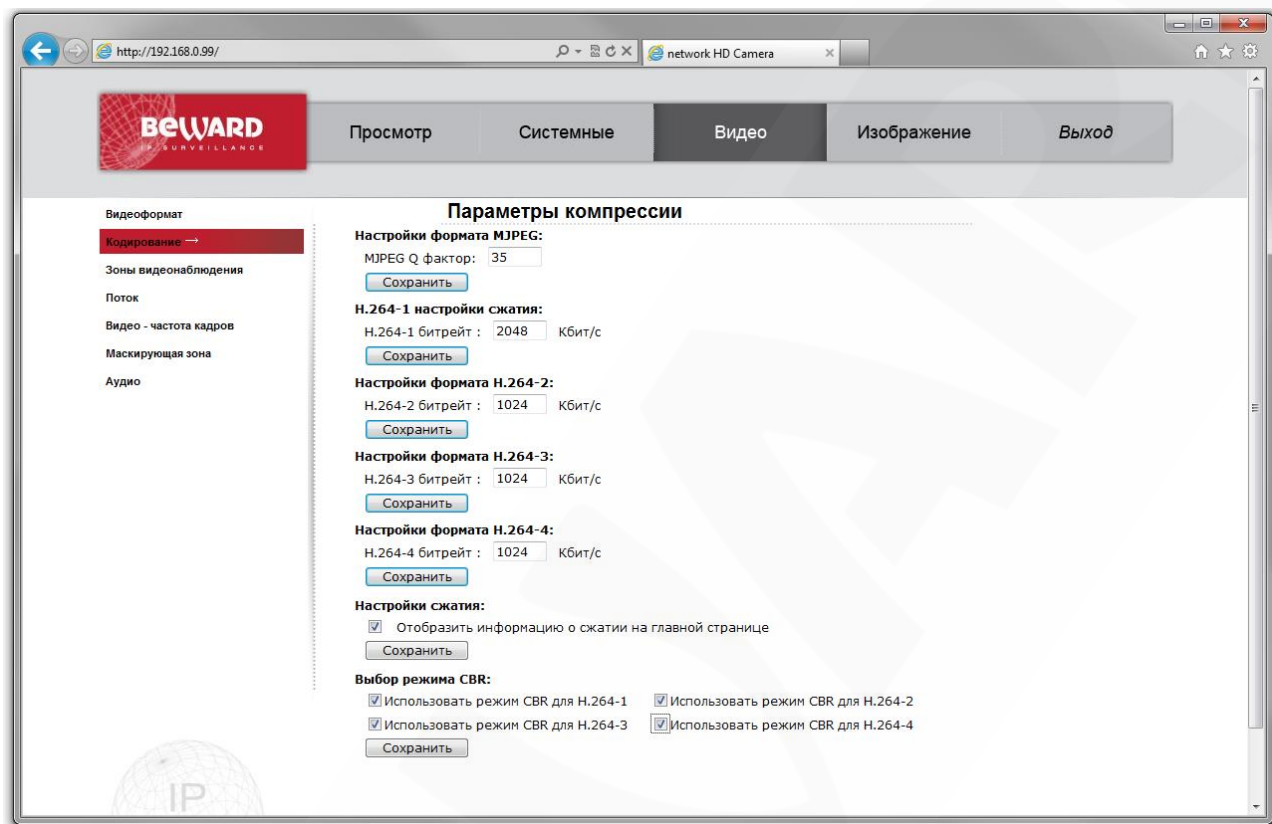 http://192.168.0.99/
network HD Camera
BEWARD
IP SURVEILLANCE
Просмотр
Системные
Видео
Изображение
Выход
Видеоформат
Кодирование →
Зоны видеонаблюдения
Поток
Видео - частота кадров
Маскирующая зона
Аудио
Параметры компрессии
Настройки формата MJPEG:
MJPEG Q фактор: 35
Сохранить
H.264-1 настройки сжатия:
H.264-1 битрейт : 2048 Кбит/с
Сохранить
Настройки формата H.264-2:
H.264-2 битрейт : 1024 Кбит/с
Сохранить
Настройки формата H.264-3:
H.264-3 битрейт : 1024 Кбит/с
Сохранить
Настройки формата H.264-4:
H.264-4 битрейт : 1024 Кбит/с
Сохранить
Настройки сжатия:
Отобразить информацию о сжатии на главной странице
Сохранить
Выбор режима CBR:
Использовать режим CBR для H.264-1 Использовать режим CBR для H.264-2
Использовать режим CBR для H.264-3 Использовать режим CBR для H.264-4
Сохранить
IP